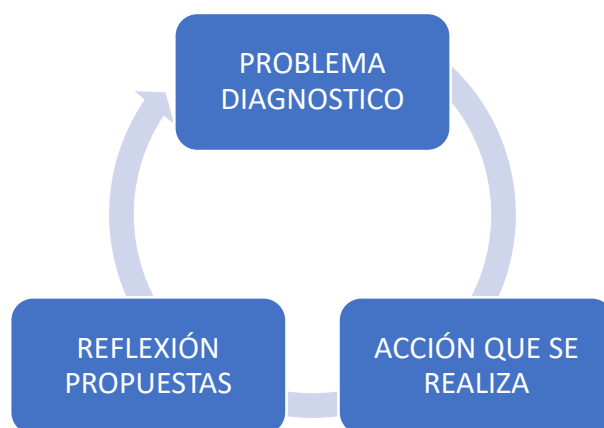 PROBLEMA
DIAGNOSTICO
REFLEXIÓN
PROPUESTAS
ACCIÓN QUE SE
REALIZA